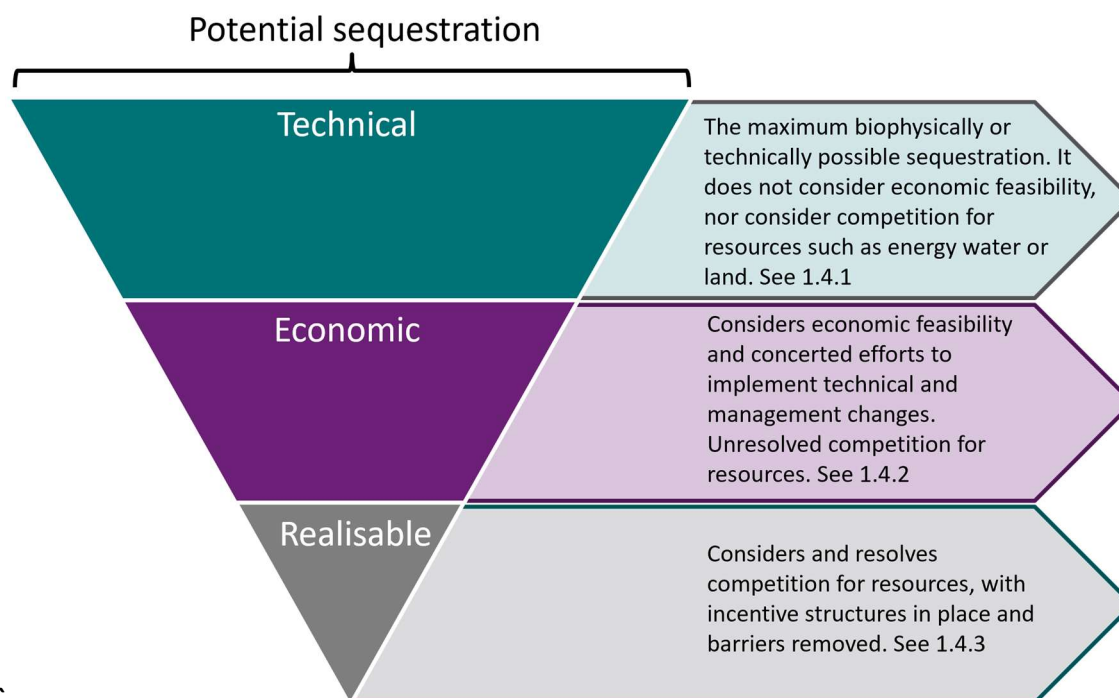 Potential sequestration
Technical
The maximum biophysically or
technically possible sequestration. It
does not consider economic feasibility,
nor consider competition for
resources such as energy water or
land. See 1.4.1
Economic
Considers economic feasibility
and concerted efforts to
implement technical and
management changes.
Unresolved competition for
resources. See 1.4.2
Realisable
Considers and resolves
competition for resources, with
incentive structures in place and
barriers removed. See 1.4.3